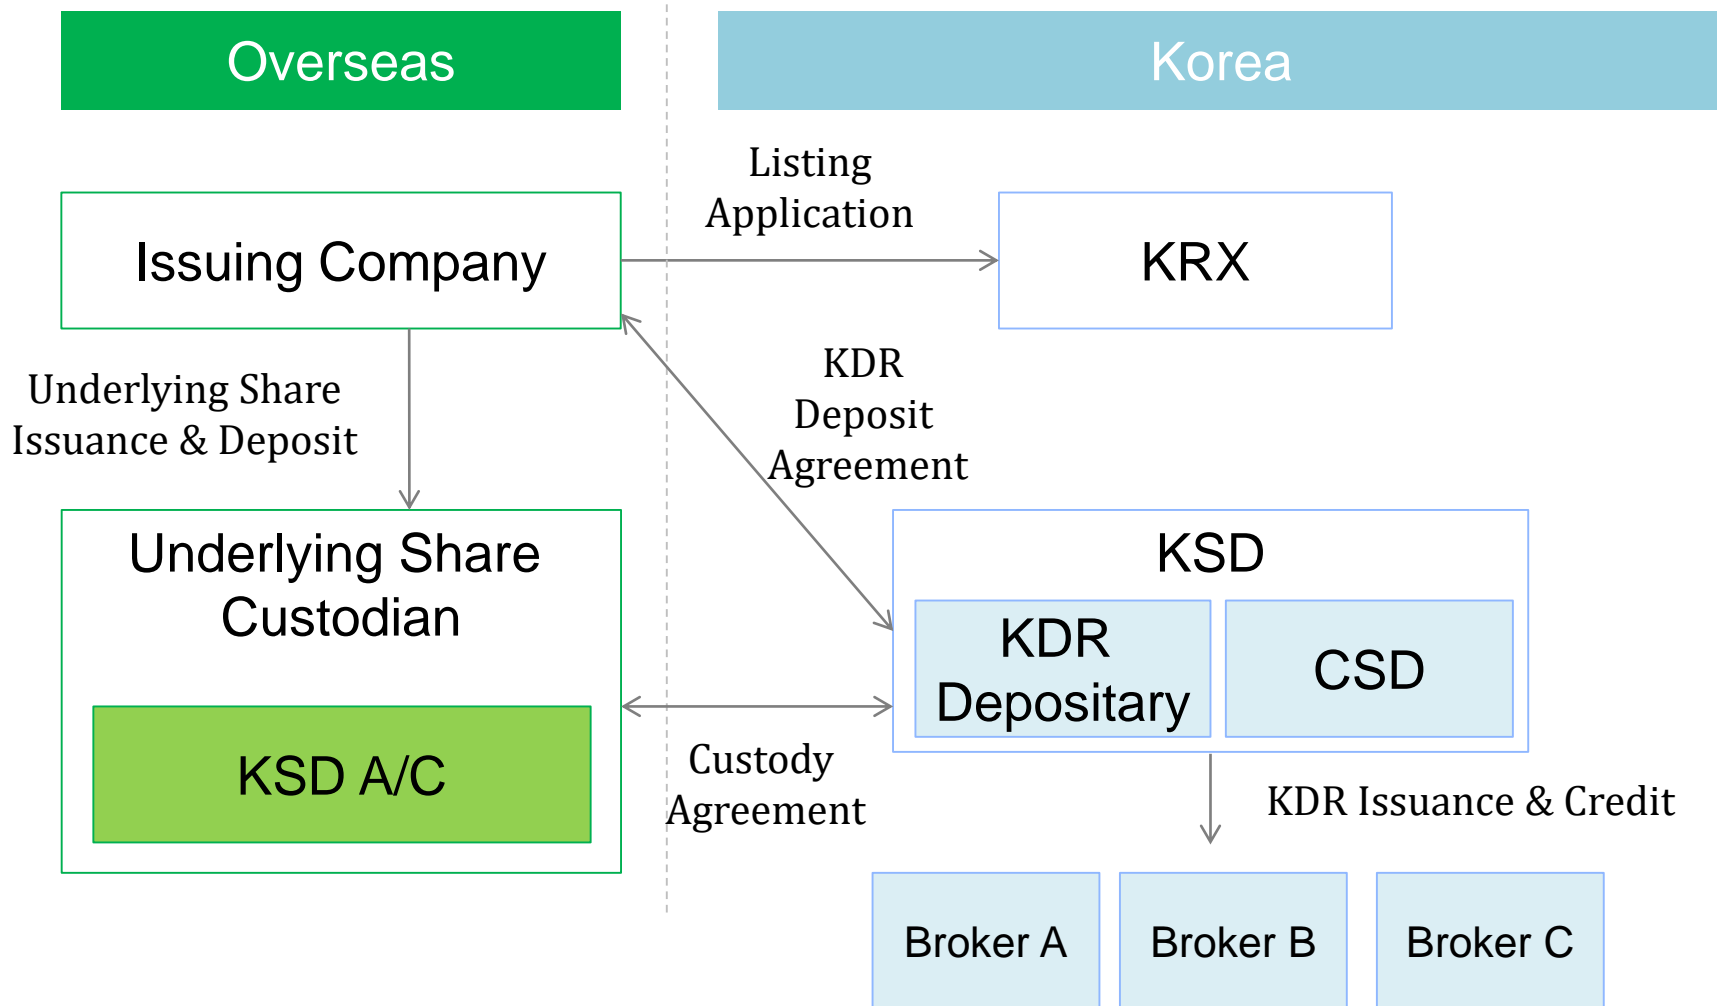 Overseas
Korea
Listing
Application
Issuing Company
KRX
KDR
Deposit
Agreement
Underlying Share
Issuance & Deposit
Underlying Share
Custodian
KSD A/C
KSD
KDR
Depositary
CSD
Custody
Agreement
KDR Issuance & Credit
Broker A
Broker B
Broker C